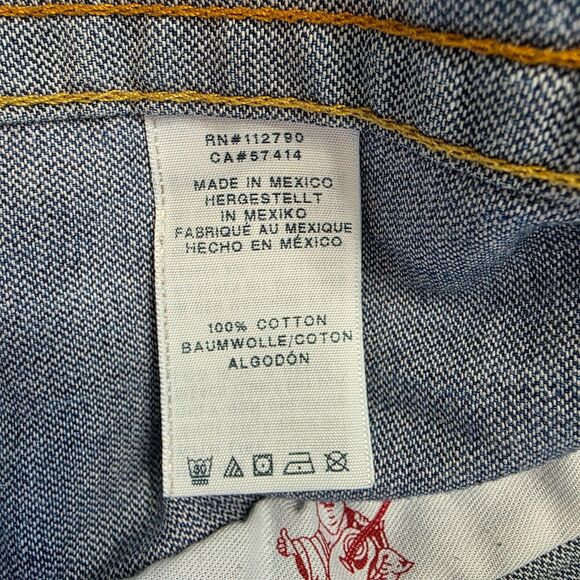 RN#112790
CA#57414
MADE IN MEXICO
HERGESTELLT
IN MEXIKO
FABRIQUÉ AU MEXIQUE
HECHO EN MÉXICO
100% COTTON
BAUMWOLLE/COTON
ALGODÓN
30